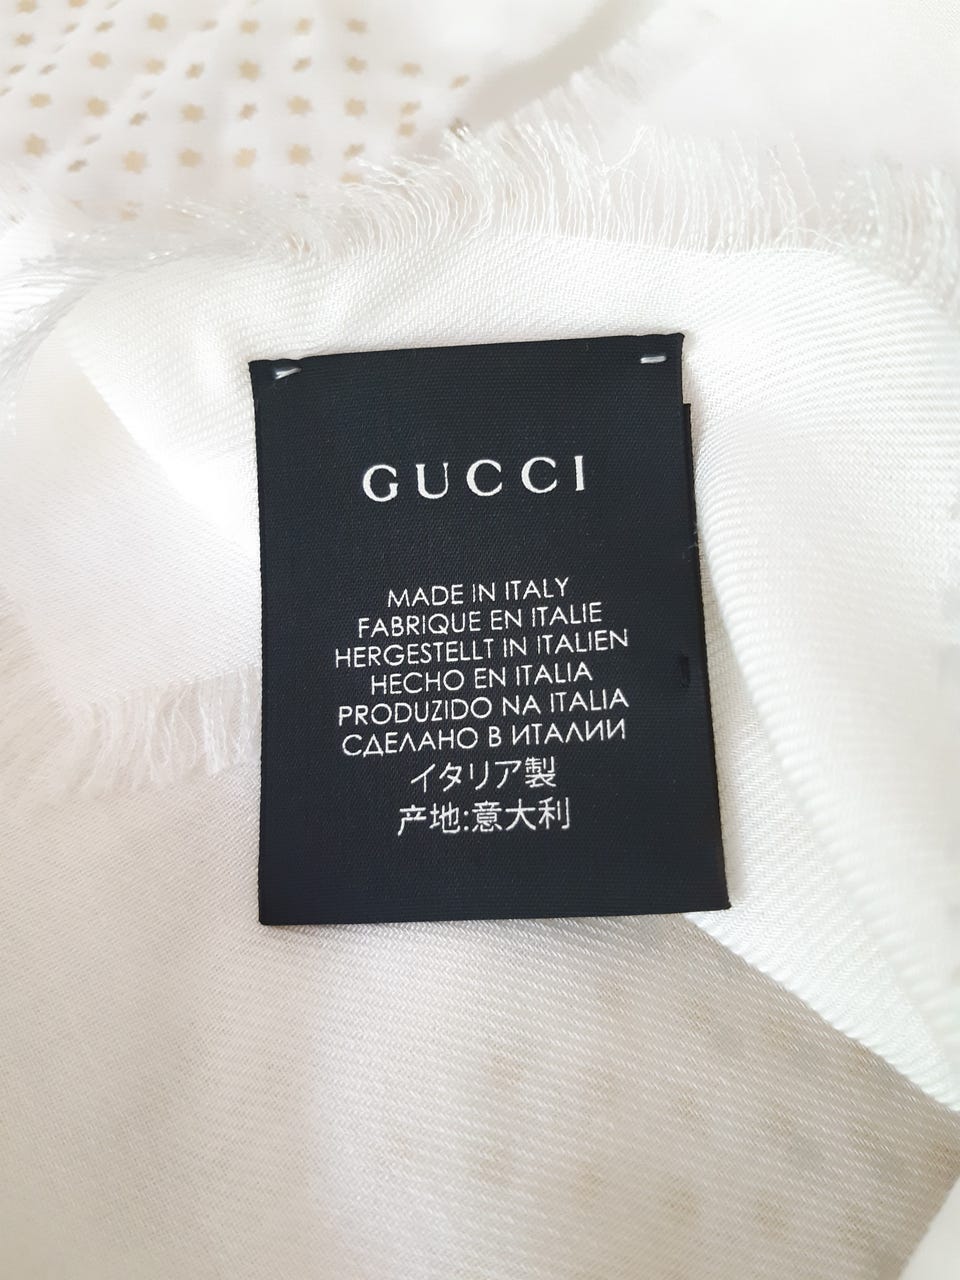 GUCCI
MADE IN ITALY
FABRIQUE EN ITALIE
HERGESTELLT IN ITALIEN
HECHO EN ITALIA
PRODUZIDO NA ITALIA
СДЕЛАНО В ИТАЛИИ
イタリア製
产地:意大利